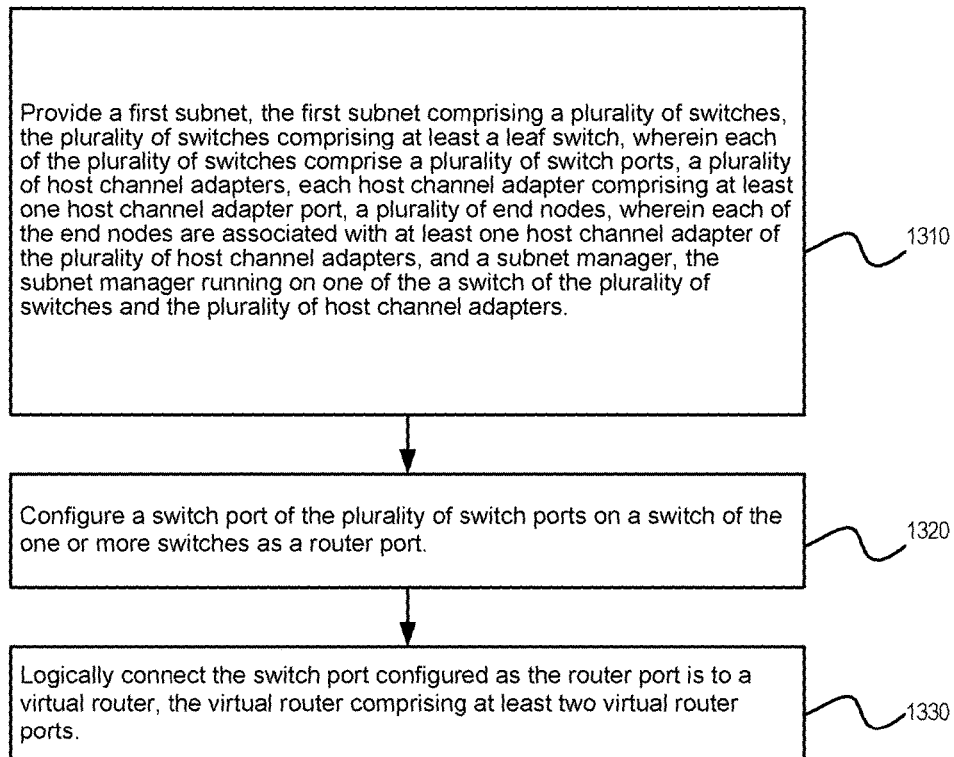 Provide a first subnet, the first subnet comprising a plurality of switches,
the plurality of switches comprising at least a leaf switch, wherein each
of the plurality of switches comprise a plurality of switch ports, a plurality
of host channel adapters, each host channel adapter comprising at least
one host channel adapter port, a plurality of end nodes, wherein each of
the end nodes are associated with at least one host channel adapter of
the plurality of host channel adapters, and a subnet manager, the
subnet manager running on one of the a switch of the plurality of
switches and the plurality of host channel adapters.
1310
Configure a switch port of the plurality of switch ports on a switch of the
one or more switches as a router port.
1320
Logically connect the switch port configured as the router port is to a
virtual router, the virtual router comprising at least two virtual router
ports.
1330